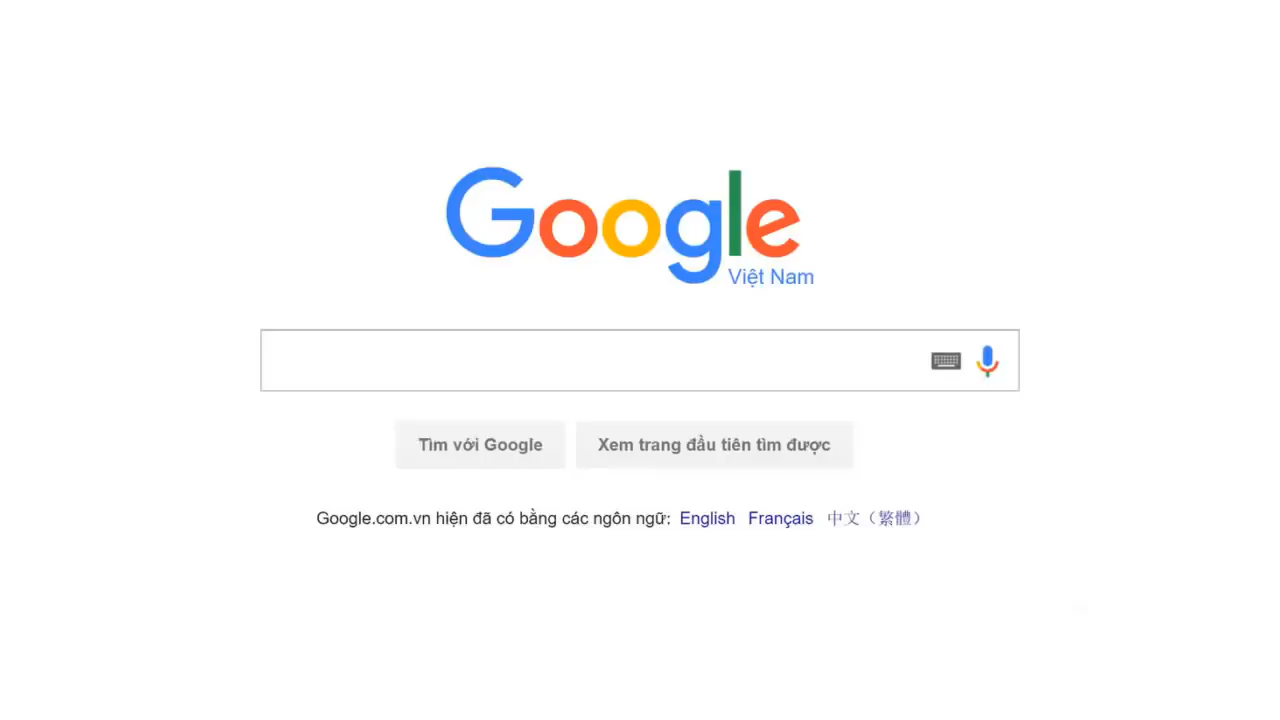 Google
Việt Nam
Tìm với Google Xem trang đầu tiên tìm được
Google.com.vn hiện đã có bằng các ngôn ngữ: English Français 中文（繁體）